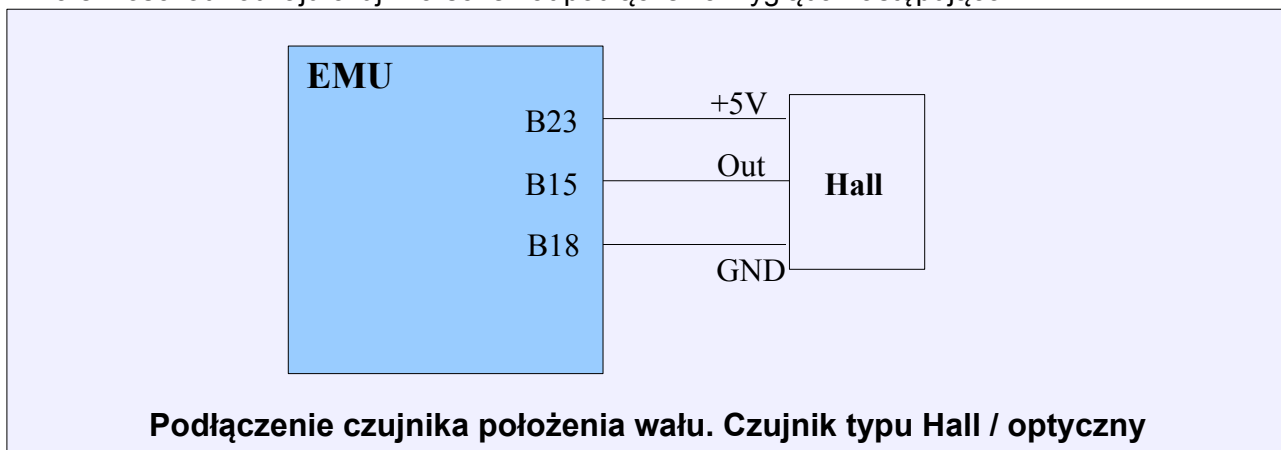 EMU
B23
+5V
B15
Out
Hall
B18
GND
Podłączenie czujnika położenia wału. Czujnik typu Hall / optyczny